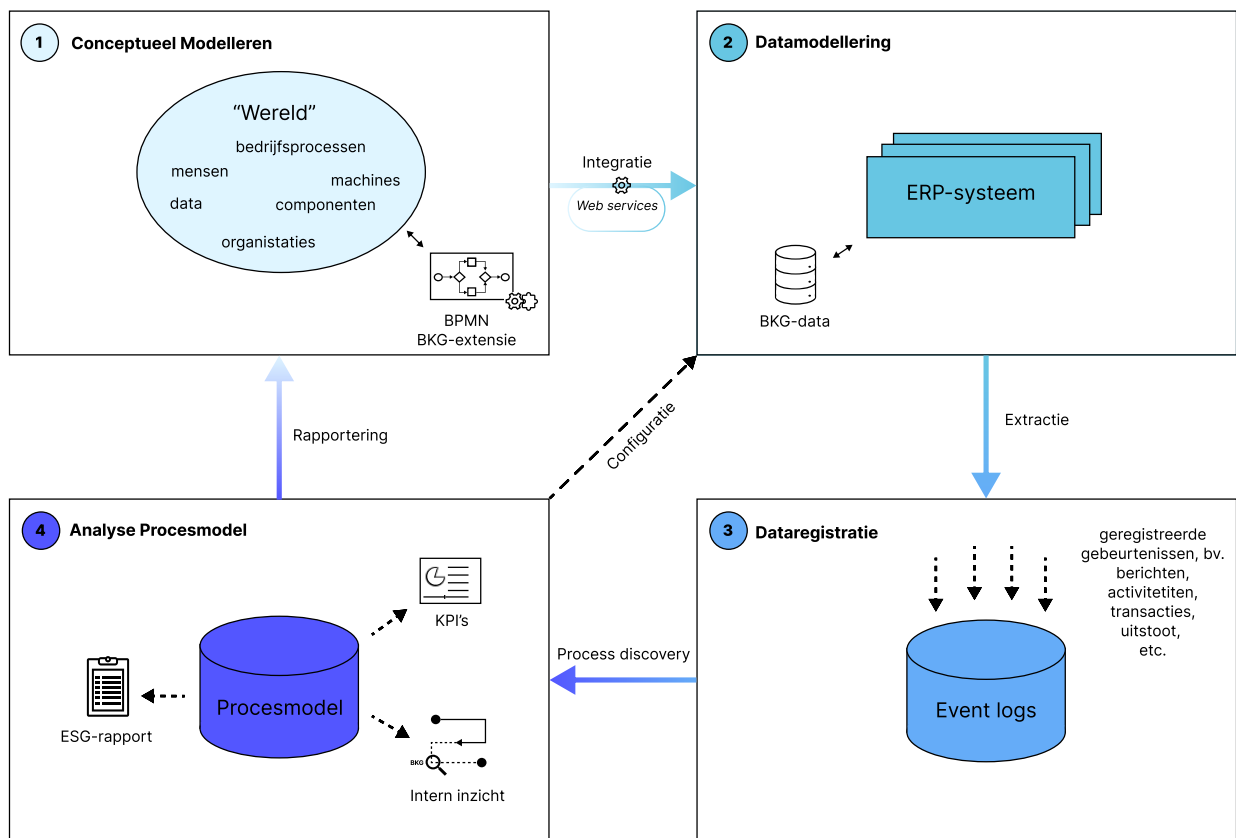 1
Conceptueel Modelleren
“Wereld”
bedrijfsprocessen
mensen
machines
data
componenten
organistaties
BPMN
BKG-extensie
Integratie
Web services
2
Datamodellering
ERP-systeem
BKG-data
Rapportering
Configuratie
Extractie
4
Analyse Procesmodel
KPI’s
Procesmodel
ESG-rapport
BKG
Intern inzicht
Process discovery
3
Dataregistratie
geregistreerde
gebeurtenissen, bv.
berichten,
activitetiten,
transacties,
uitstoot,
etc.
Event logs